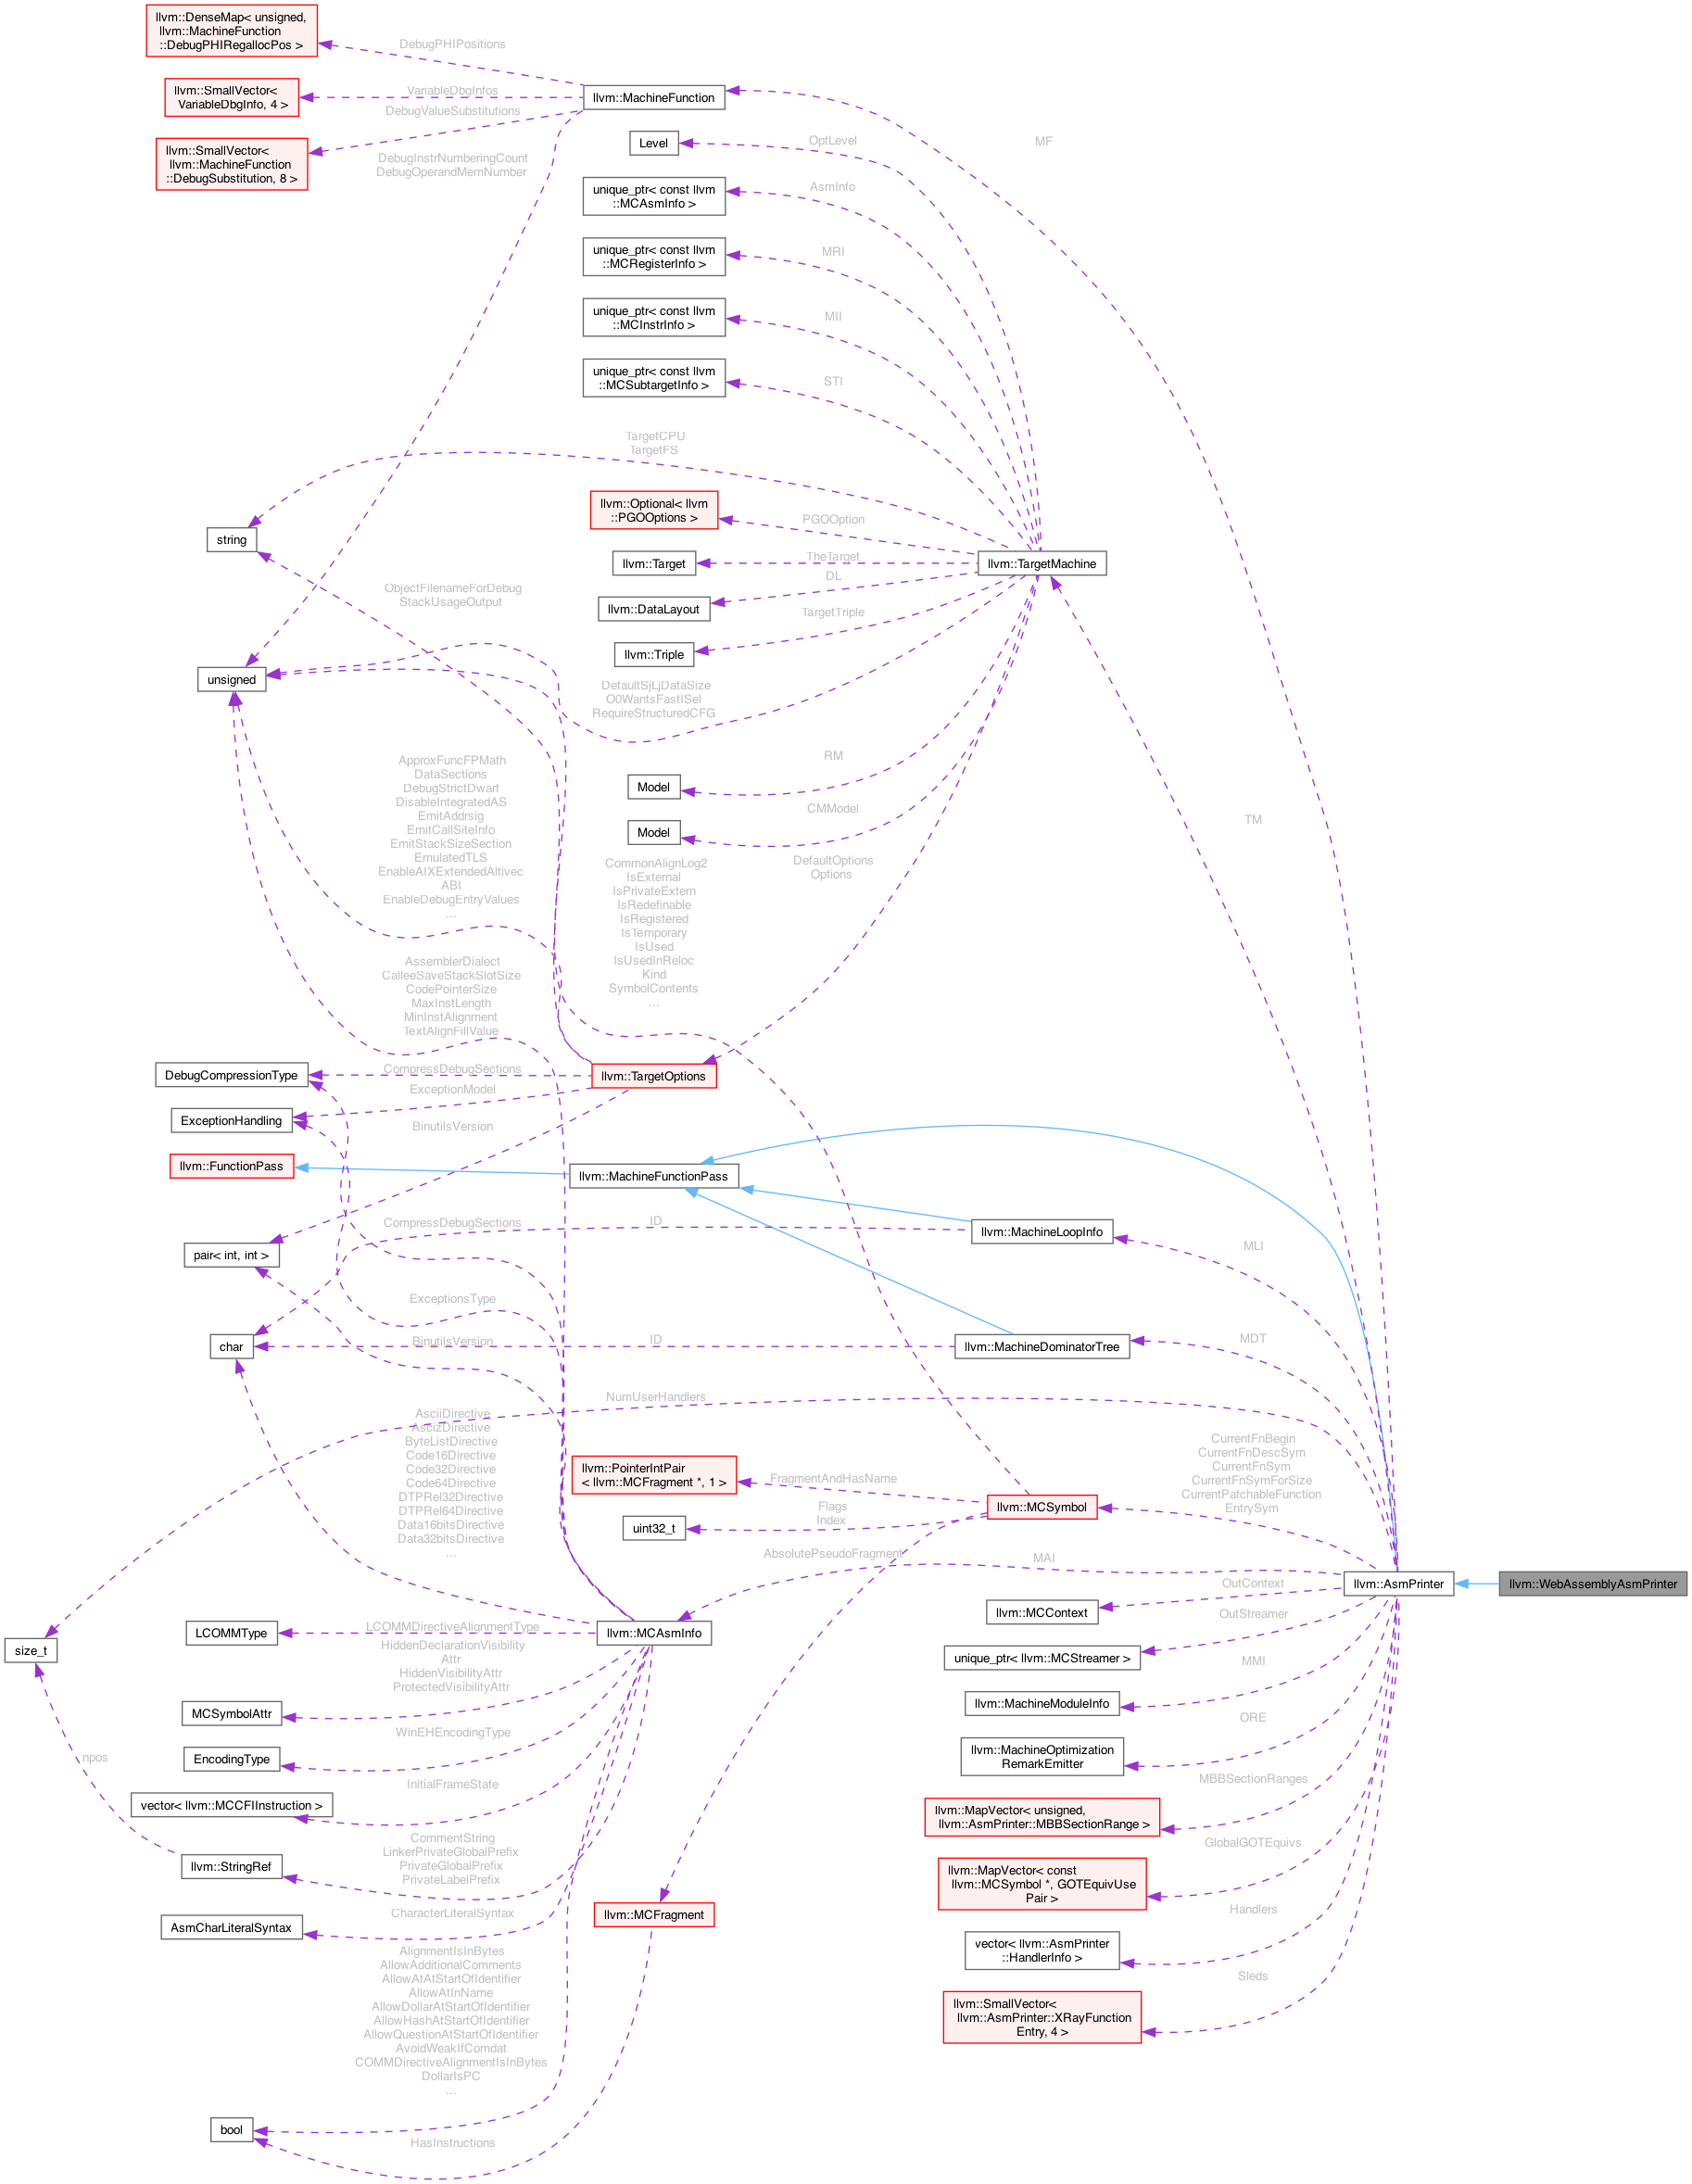 llvm::DenseMap< unsigned,
llvm::MachineFunction
::DebugPHIRegallocPos >
DebugPHIPositions
llvm::SmallVector<
VariableDbgInfo, 4 >
VariableDbgInfos
llvm::MachineFunction
DebugValueSubstitutions
llvm::SmallVector<
llvm::MachineFunction
::DebugSubstitution, 8 >
DebugInstrNumberingCount
DebugOperandMemNumber
MF
Level
OptLevel
unique_ptr< const llvm
::MCAsmInfo >
AsmInfo
unique_ptr< const llvm
::MCRegisterInfo >
MRI
unique_ptr< const llvm
::MCInstrInfo >
MII
unique_ptr< const llvm
::MCSubtargetInfo >
STI
TargetCPU
TargetFS
string
llvm::Optional< llvm
::PGOOptions >
PGOOption
llvm::Target
TheTarget
llvm::TargetMachine
DL
llvm::DataLayout
ObjectFilenameForDebug
StackUsageOutput
TargetTriple
llvm::Triple
unsigned
DefaultSjLjDataSize
O0WantsFastISel
RequireStructuredCFG
RM
Model
CMModel
Model
TM
ApproxFuncFPMath
DataSections
DebugStrictDwarf
DisableIntegratedAS
EmitAddrsig
EmitCallSiteInfo
EmitStackSizeSection
EmulatedTLS
EnableAIXExtendedAltivec
ABI
EnableDebugEntryValues
...
CommonAlignLog2
IsExternal
IsPrivateExtern
IsRedefinable
IsRegistered
IsTemporary
IsUsed
IsUsedInReloc
Kind
SymbolContents
...
DefaultOptions
Options
AssemblerDialect
CalleeSaveStackSlotSize
CodePointerSize
MaxInstLength
MinInstAlignment
TextAlignFillValue
DebugCompressionType
CompressDebugSections
llvm::TargetOptions
ExceptionModel
ExceptionHandling
BinutilsVersion
llvm::FunctionPass
llvm::MachineFunctionPass
CompressDebugSections
ID
llvm::MachineLoopInfo
MLI
pair< int, int >
ExceptionsType
char
BinutilsVersion
ID
llvm::MachineDominatorTree
MDT
NumUserHandlers
AsciiDirective
AscizDirective
ByteListDirective
Code16Directive
Code32Directive
Code64Directive
DTPRel32Directive
DTPRel64Directive
Data16bitsDirective
Data32bitsDirective
...
llvm::PointerIntPair
< llvm::MCFragment *, 1 >
FragmentAndHasName
llvm::MCSymbol
CurrentFnBegin
CurrentFnDescSym
CurrentFnSym
CurrentFnSymForSize
CurrentPatchableFunction
EntrySym
Flags
Index
uint32_t
AbsolutePseudoFragment
MAI
llvm::AsmPrinter
llvm::WebAssemblyAsmPrinter
OutContext
llvm::MCContext
OutStreamer
LCOMMType
LCOMMDirectiveAlignmentType
llvm::MCAsmInfo
size_t
HiddenDeclarationVisibility
Attr
HiddenVisibilityAttr
ProtectedVisibilityAttr
unique_ptr< llvm::MCStreamer >
MMI
MCSymbolAttr
llvm::MachineModuleInfo
WinEHEncodingType
ORE
EncodingType
npos
llvm::MachineOptimization
RemarkEmitter
InitialFrameState
MBBSectionRanges
vector< llvm::MCCFIInstruction >
llvm::MapVector< unsigned,
llvm::AsmPrinter::MBBSectionRange >
CommentString
LinkerPrivateGlobalPrefix
PrivateGlobalPrefix
PrivateLabelPrefix
llvm::StringRef
GlobalGOTEquivs
llvm::MapVector< const
llvm::MCSymbol *, GOTEquivUse
Pair >
CharacterLiteralSyntax
AsmCharLiteralSyntax
llvm::MCFragment
Handlers
vector< llvm::AsmPrinter
::HandlerInfo >
AlignmentIsInBytes
AllowAdditionalComments
AllowAtAtStartOfIdentifier
AllowAtInName
AllowDollarAtStartOfIdentifier
AllowHashAtStartOfIdentifier
AllowQuestionAtStartOfIdentifier
AvoidWeakIfComdat
COMMDirectiveAlignmentIsInBytes
DollarIsPC
...
Sleds
llvm::SmallVector<
llvm::AsmPrinter::XRayFunction
Entry, 4 >
bool
HasInstructions